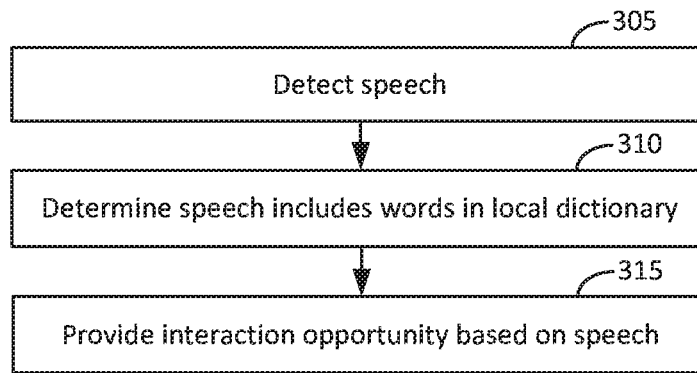 305
Detect speech
310
Determine speech includes words in local dictionary
315
Provide interaction opportunity based on speech